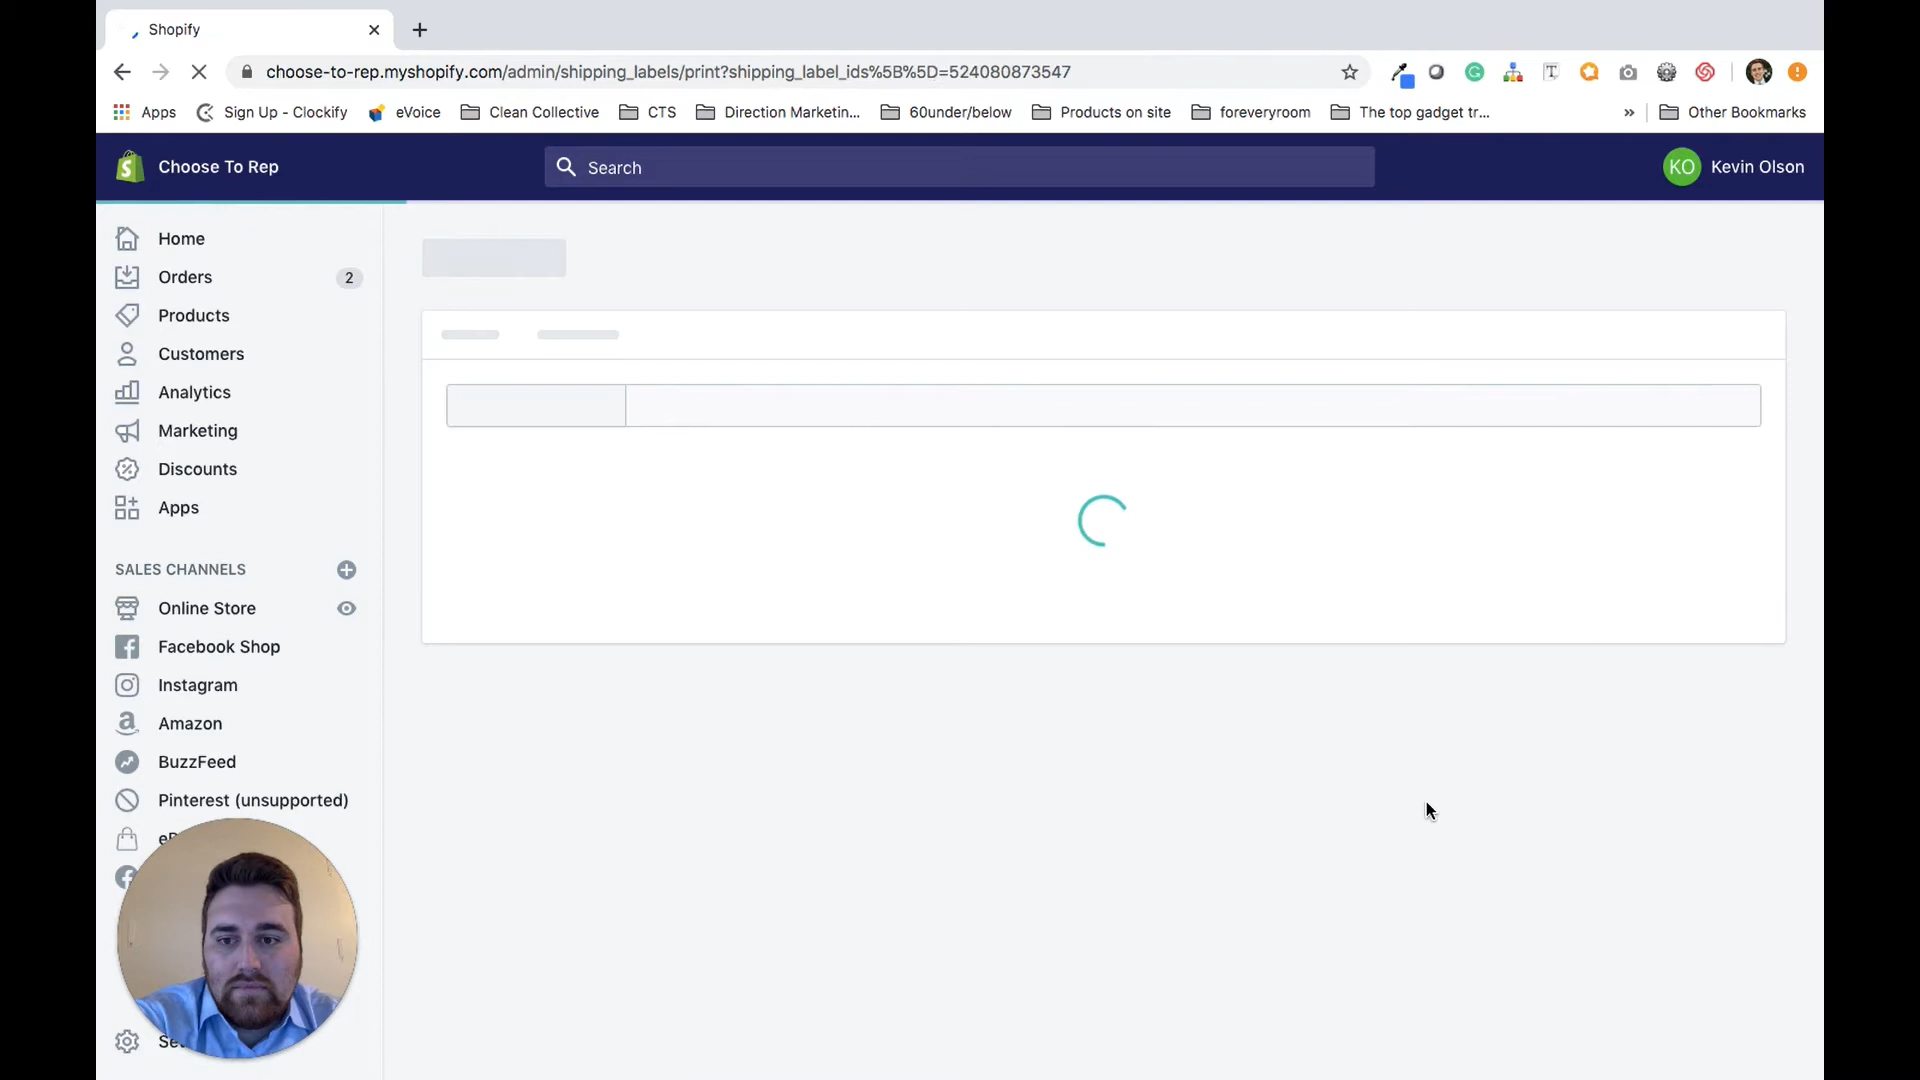 Shopify
choose-to-rep.myshopify.com/admin/shipping_labels/print?shipping_label_ids%5B%5D=524080873547
Apps
Sign Up - Clockify
eVoice
Clean Collective
CTS
Direction Marketin...
60under/below
Products on site
foreveryroom
The top gadget tr...
»
Other Bookmarks
Choose To Rep
Search
KO
Kevin Olson
Home
Orders
2
Products
Customers
Analytics
Marketing
Discounts
Apps
SALES CHANNELS
Online Store
Facebook Shop
Instagram
Amazon
BuzzFeed
Pinterest (unsupported)